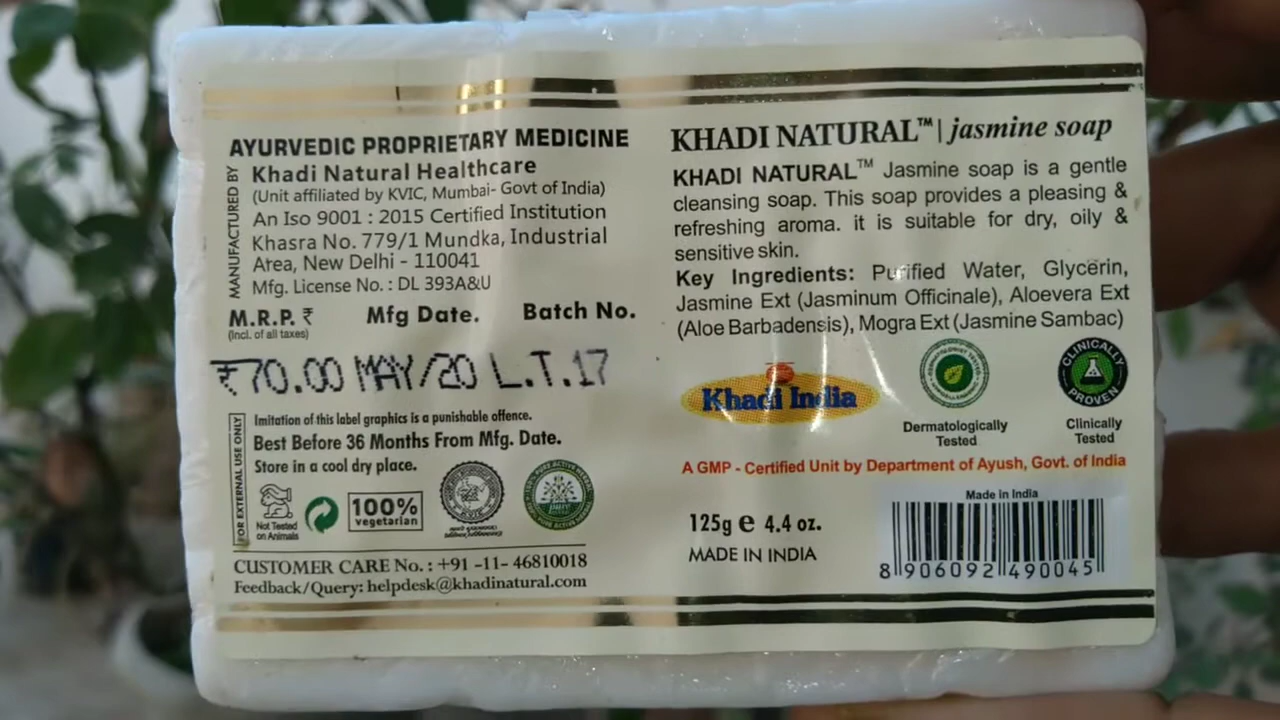 AYURVEDIC PROPRIETARY MEDICINE
MANUFACTURED BY
Khadi Natural Healthcare
(Unit affiliated by KVIC, Mumbai- Govt of India)
An Iso 9001 : 2015 Certified Institution
Khasra No. 779/1 Mundka, Industrial
Area, New Delhi - 110041
Mfg. License No. : DL 393A&U
M.R.P. ₹ Mfg Date. Batch No.
(Incl. of all taxes)
₹70.00 MAY/20 L.T.17
FOR EXTERNAL USE ONLY
Imitation of this label graphics is a punishable offence.
Best Before 36 Months From Mfg. Date.
Store in a cool dry place.
Not Tested
on Animals
100%
vegetarian
CUSTOMER CARE No. : +91 -11- 46810018
Feedback/Query: helpdesk@khadinatural.com
KHADI NATURAL™ | jasmine soap
KHADI NATURAL™ Jasmine soap is a gentle
cleansing soap. This soap provides a pleasing &
refreshing aroma. it is suitable for dry, oily &
sensitive skin.
Key Ingredients: Purified Water, Glycerin,
Jasmine Ext (Jasminum Officinale), Aloevera Ext
(Aloe Barbadensis), Mogra Ext (Jasmine Sambac)
Khadi India
Dermatologically
Tested
CLINICALLY
PROVEN
Clinically
Tested
A GMP - Certified Unit by Department of Ayush, Govt. of India
125g e 4.4 oz.
MADE IN INDIA
Made in India
8 906092 490045